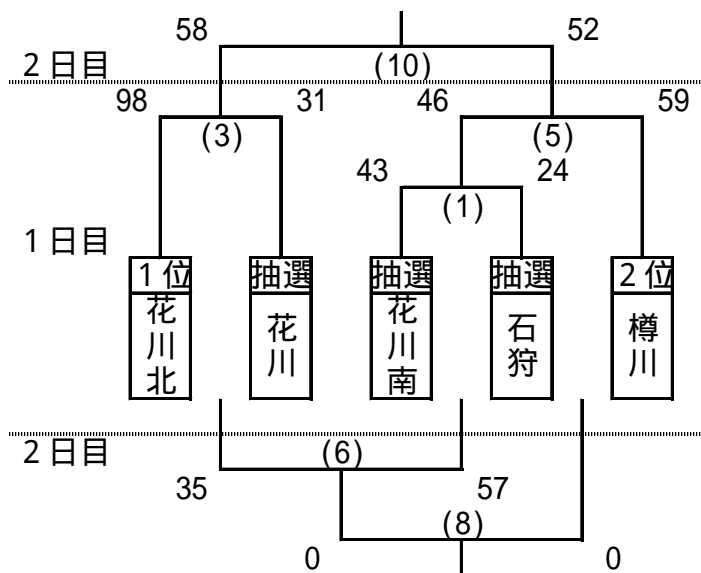 58 52
2日目 (10)
98 31 46 59
(3) (5)
43 24
(1)
1日目
1位 抽選 抽選 抽選 2位
花川北 花川 花川南 石狩 樽川
2日目 (6)
35 57
(8)
0 0